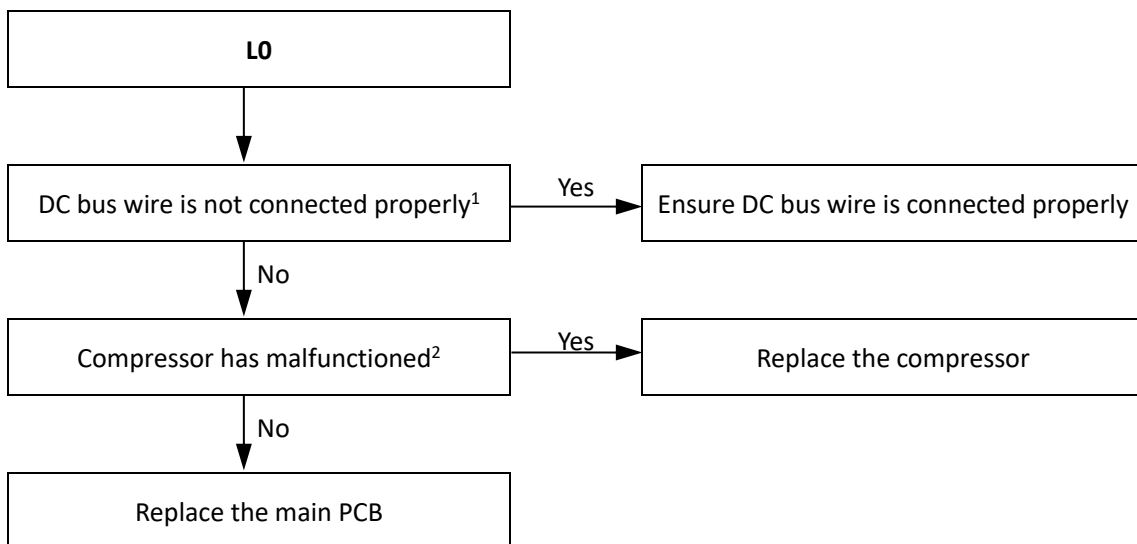 L0
DC bus wire is not connected properly¹
Yes
Ensure DC bus wire is connected properly
No
Compressor has malfunctioned²
Yes
Replace the compressor
No
Replace the main PCB